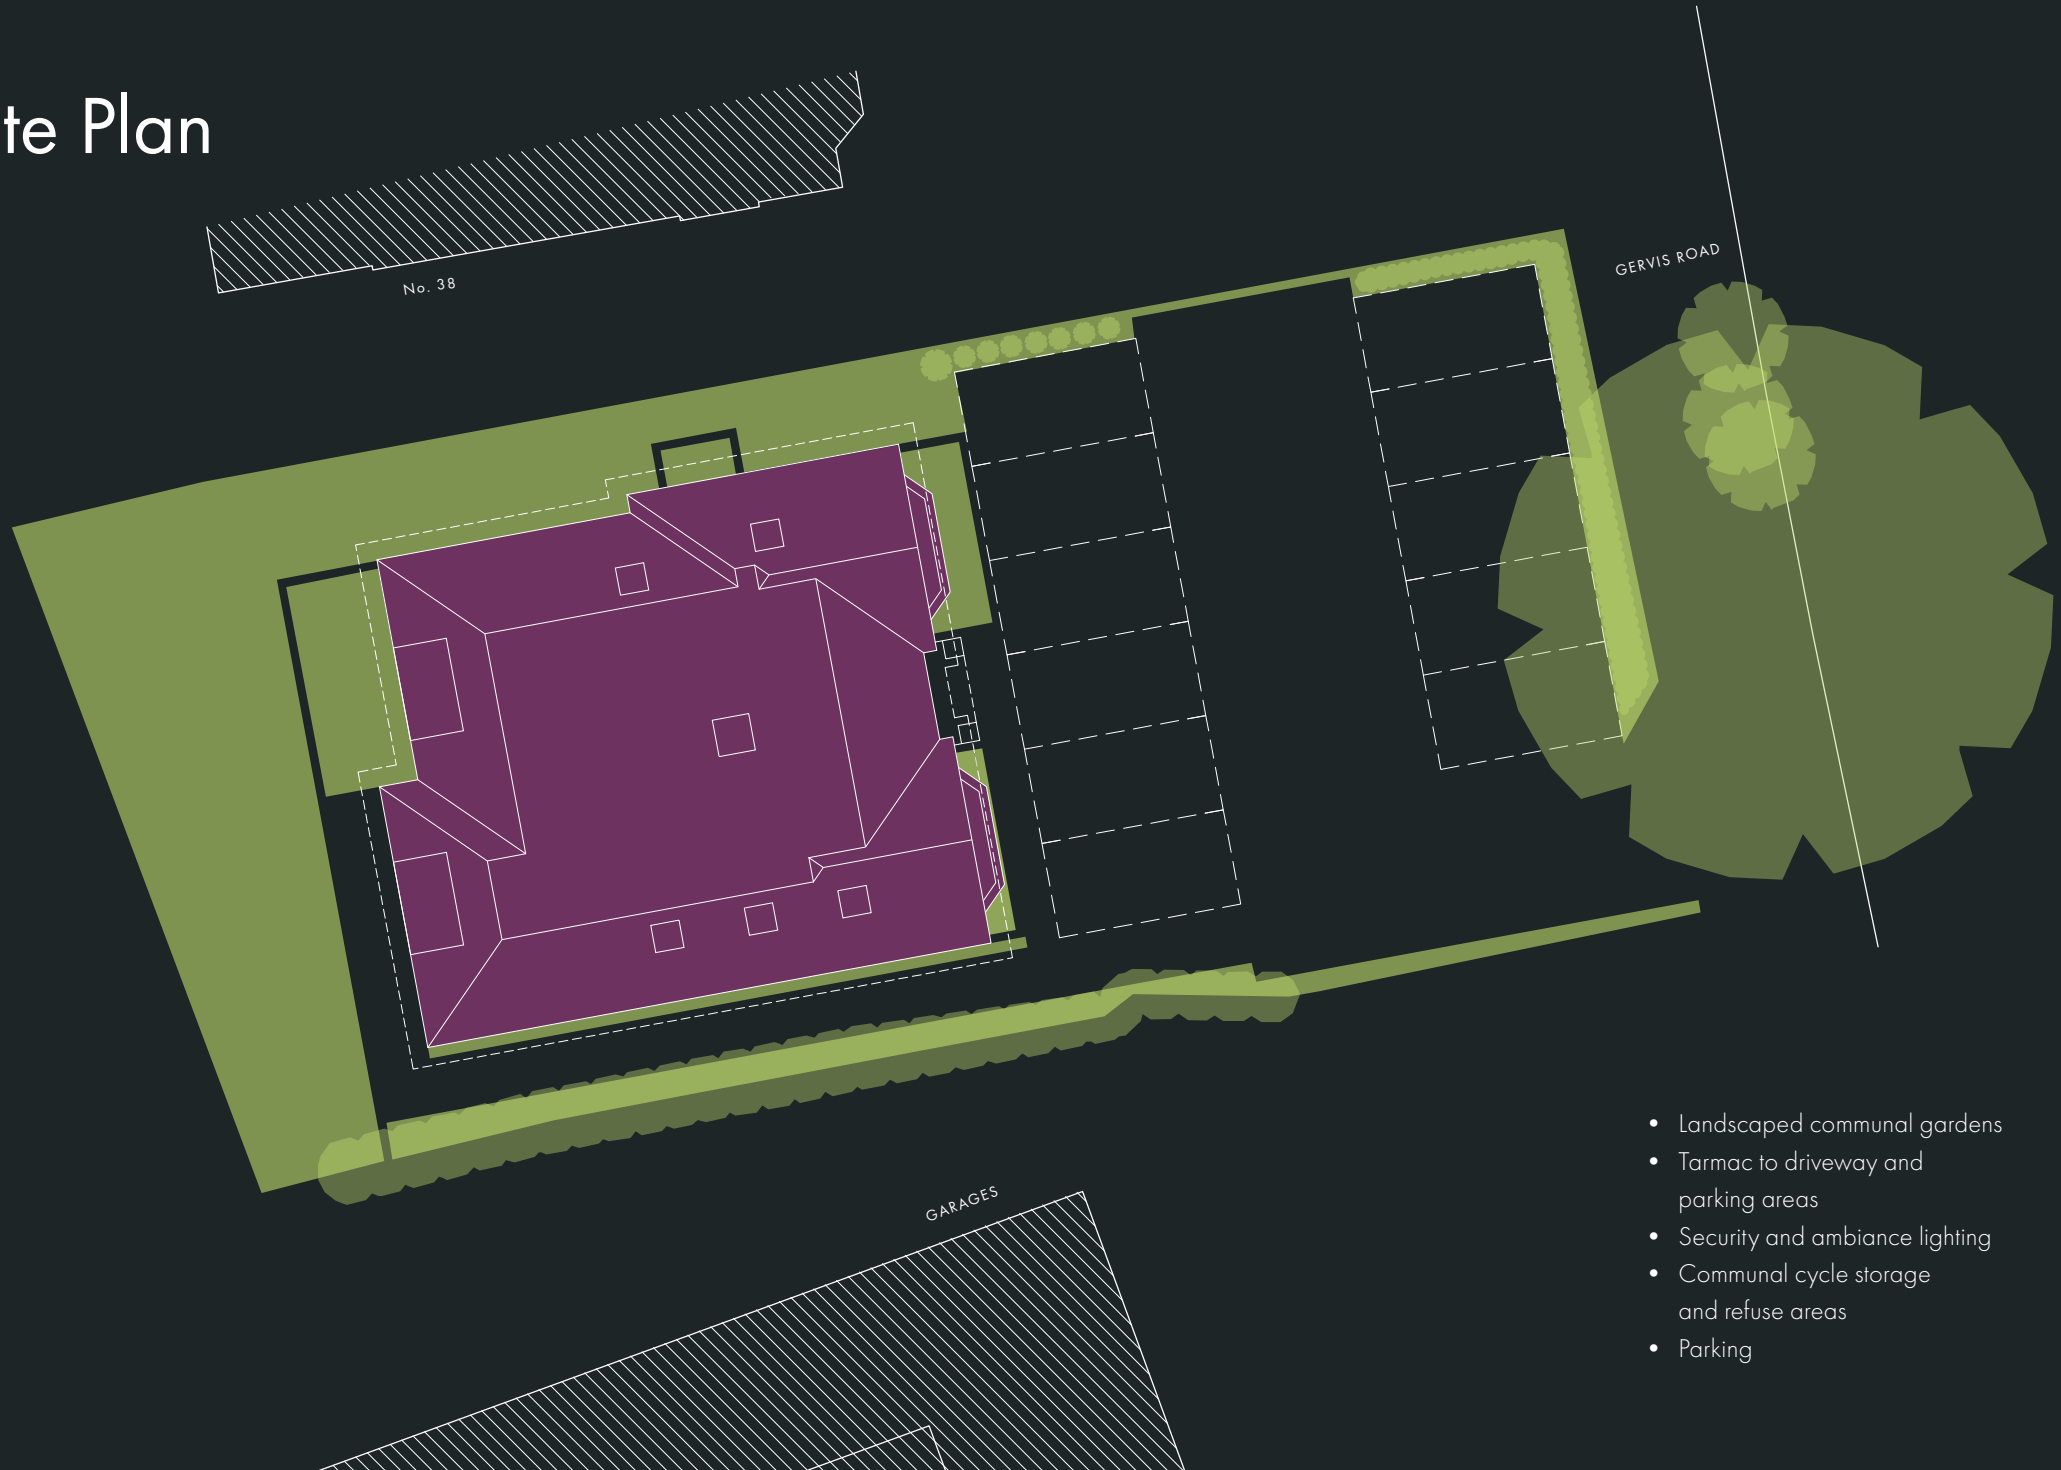 te Plan
No. 38
GERVIS ROAD
GARAGES
• Landscaped communal gardens
• Tarmac to driveway and
parking areas
• Security and ambiance lighting
• Communal cycle storage
and refuse areas
• Parking